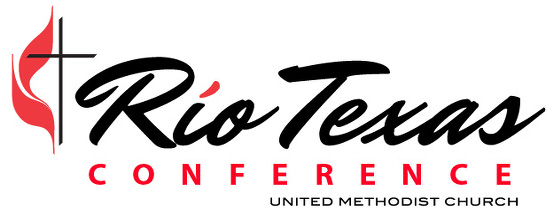 Río Texas
CONFERENCE
UNITED METHODIST CHURCH